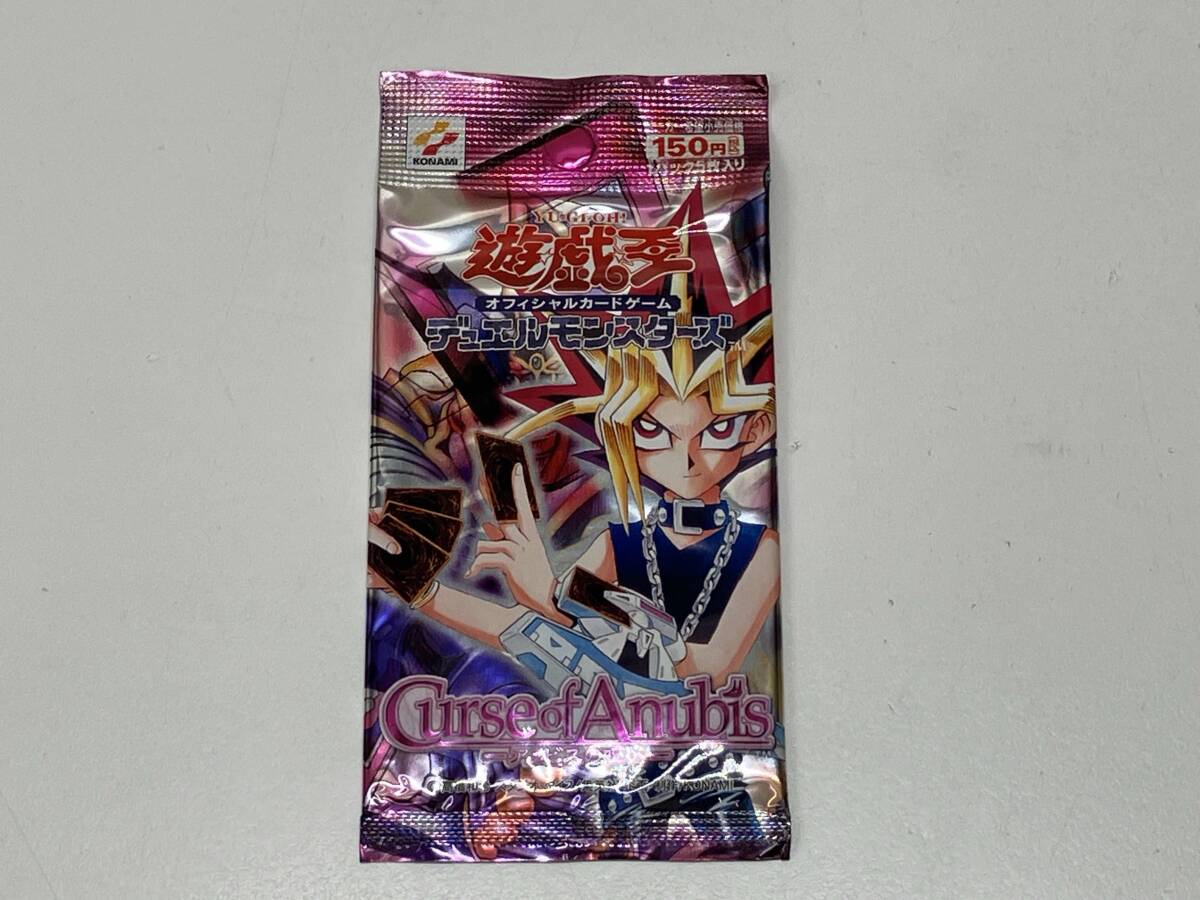 KONAMI
150円
YU-GI-OH!
遊戯王
オフィシャルカードゲーム
デュエルモンスターズ
Curse of Anubis
KONAMI